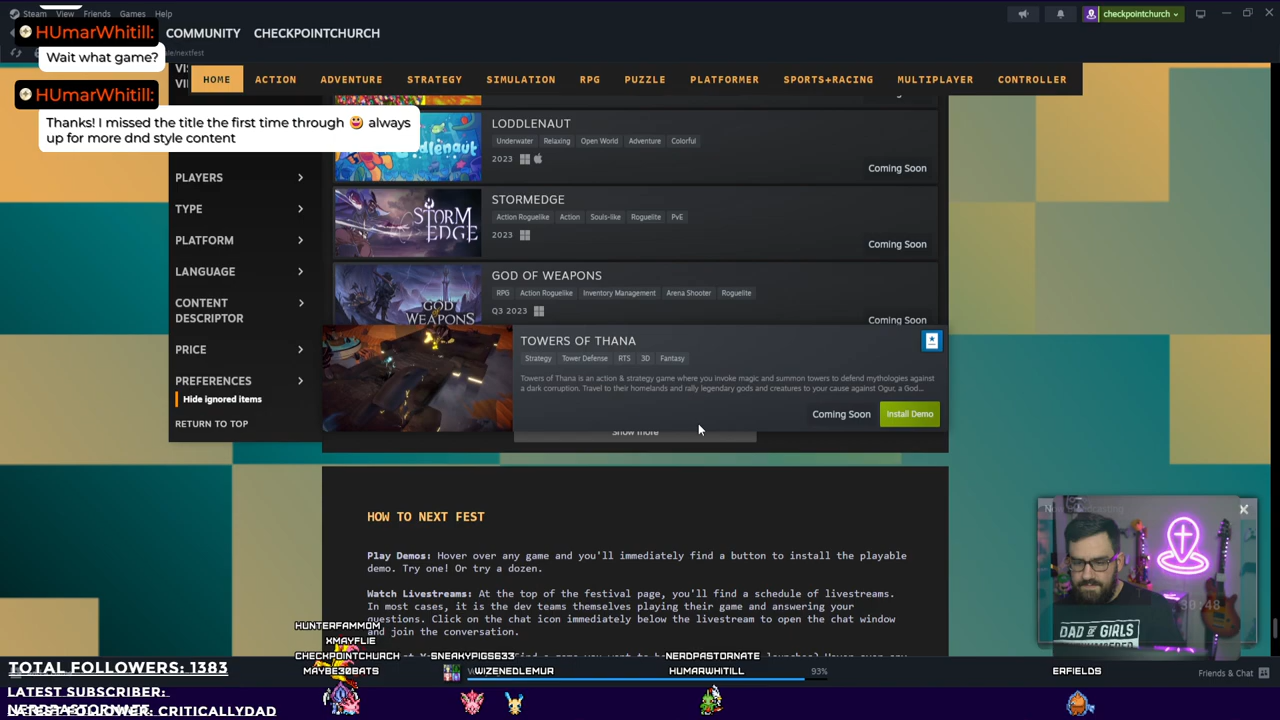 Steam View Friends Games Help
checkpointchurch
HUmarWhitill:
COMMUNITY CHECKPOINTCHURCH
Wait what game?
/nextfest
HOME ACTION ADVENTURE STRATEGY SIMULATION RPG PUZZLE PLATFORMER SPORTS+RACING MULTIPLAYER CONTROLLER
HUmarWhitill:
Thanks! I missed the title the first time through 😃 always
up for more dnd style content
LODDLENAUT
Underwater Relaxing Open World Adventure Colorful
2023
Coming Soon
PLAYERS
TYPE
PLATFORM
LANGUAGE
CONTENT
DESCRIPTOR
PRICE
PREFERENCES
Hide ignored items
RETURN TO TOP
STORM
EDGE
STORMEDGE
Action Roguelike Action Souls-like Roguelite PvE
2023
Coming Soon
GOD OF
WEAPONS
GOD OF WEAPONS
RPG Action Roguelike Inventory Management Arena Shooter Roguelite
Q3 2023
Coming Soon
TOWERS OF THANA
Strategy Tower Defense RTS 3D Fantasy
Towers of Thana is an action & strategy game where you invoke magic and summon towers to defend mythologies against
a dark corruption. Travel to their homelands and rally legendary gods and creatures to your cause against Ogur, a God...
Coming Soon Install Demo
Show more
HOW TO NEXT FEST
Play Demos: Hover over any game and you'll immediately find a button to install the playable
demo. Try one! Or try a dozen.
Watch Livestreams: At the top of the festival page, you'll find a schedule of livestreams.
In most cases, it is the dev teams themselves playing their game and answering your
questions. Click on the chat icon immediately below the livestream to open the chat window
and join the conversation.
30:48
DAD OF GIRLS
HUNTERFAMMOM
XMAYFLIE
CHECKPOINTCHURCH SNEAKYPIGS633 NERDPASTORNATE
MAYBE30BATS WIZENEDLEMUR HUMARWHITILL 93% ERFIELDS
Friends & Chat
TOTAL FOLLOWERS: 1383
LATEST SUBSCRIBER:
NERDPASTORNATE
LATEST FOLLOWER: CRITICALLYDAD